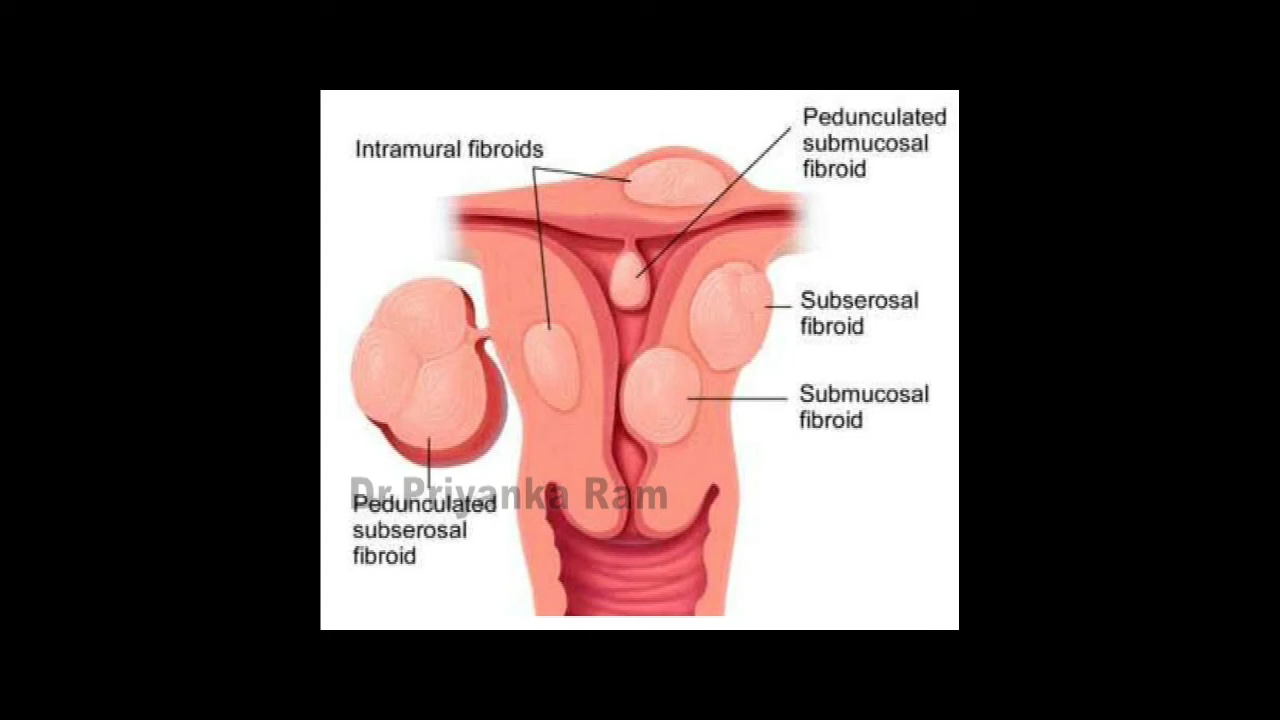 Pedunculated
submucosal
fibroid
Intramural fibroids
Subserosal
fibroid
Submucosal
fibroid
Dr Priyanka Ram
Pedunculated
subserosal
fibroid